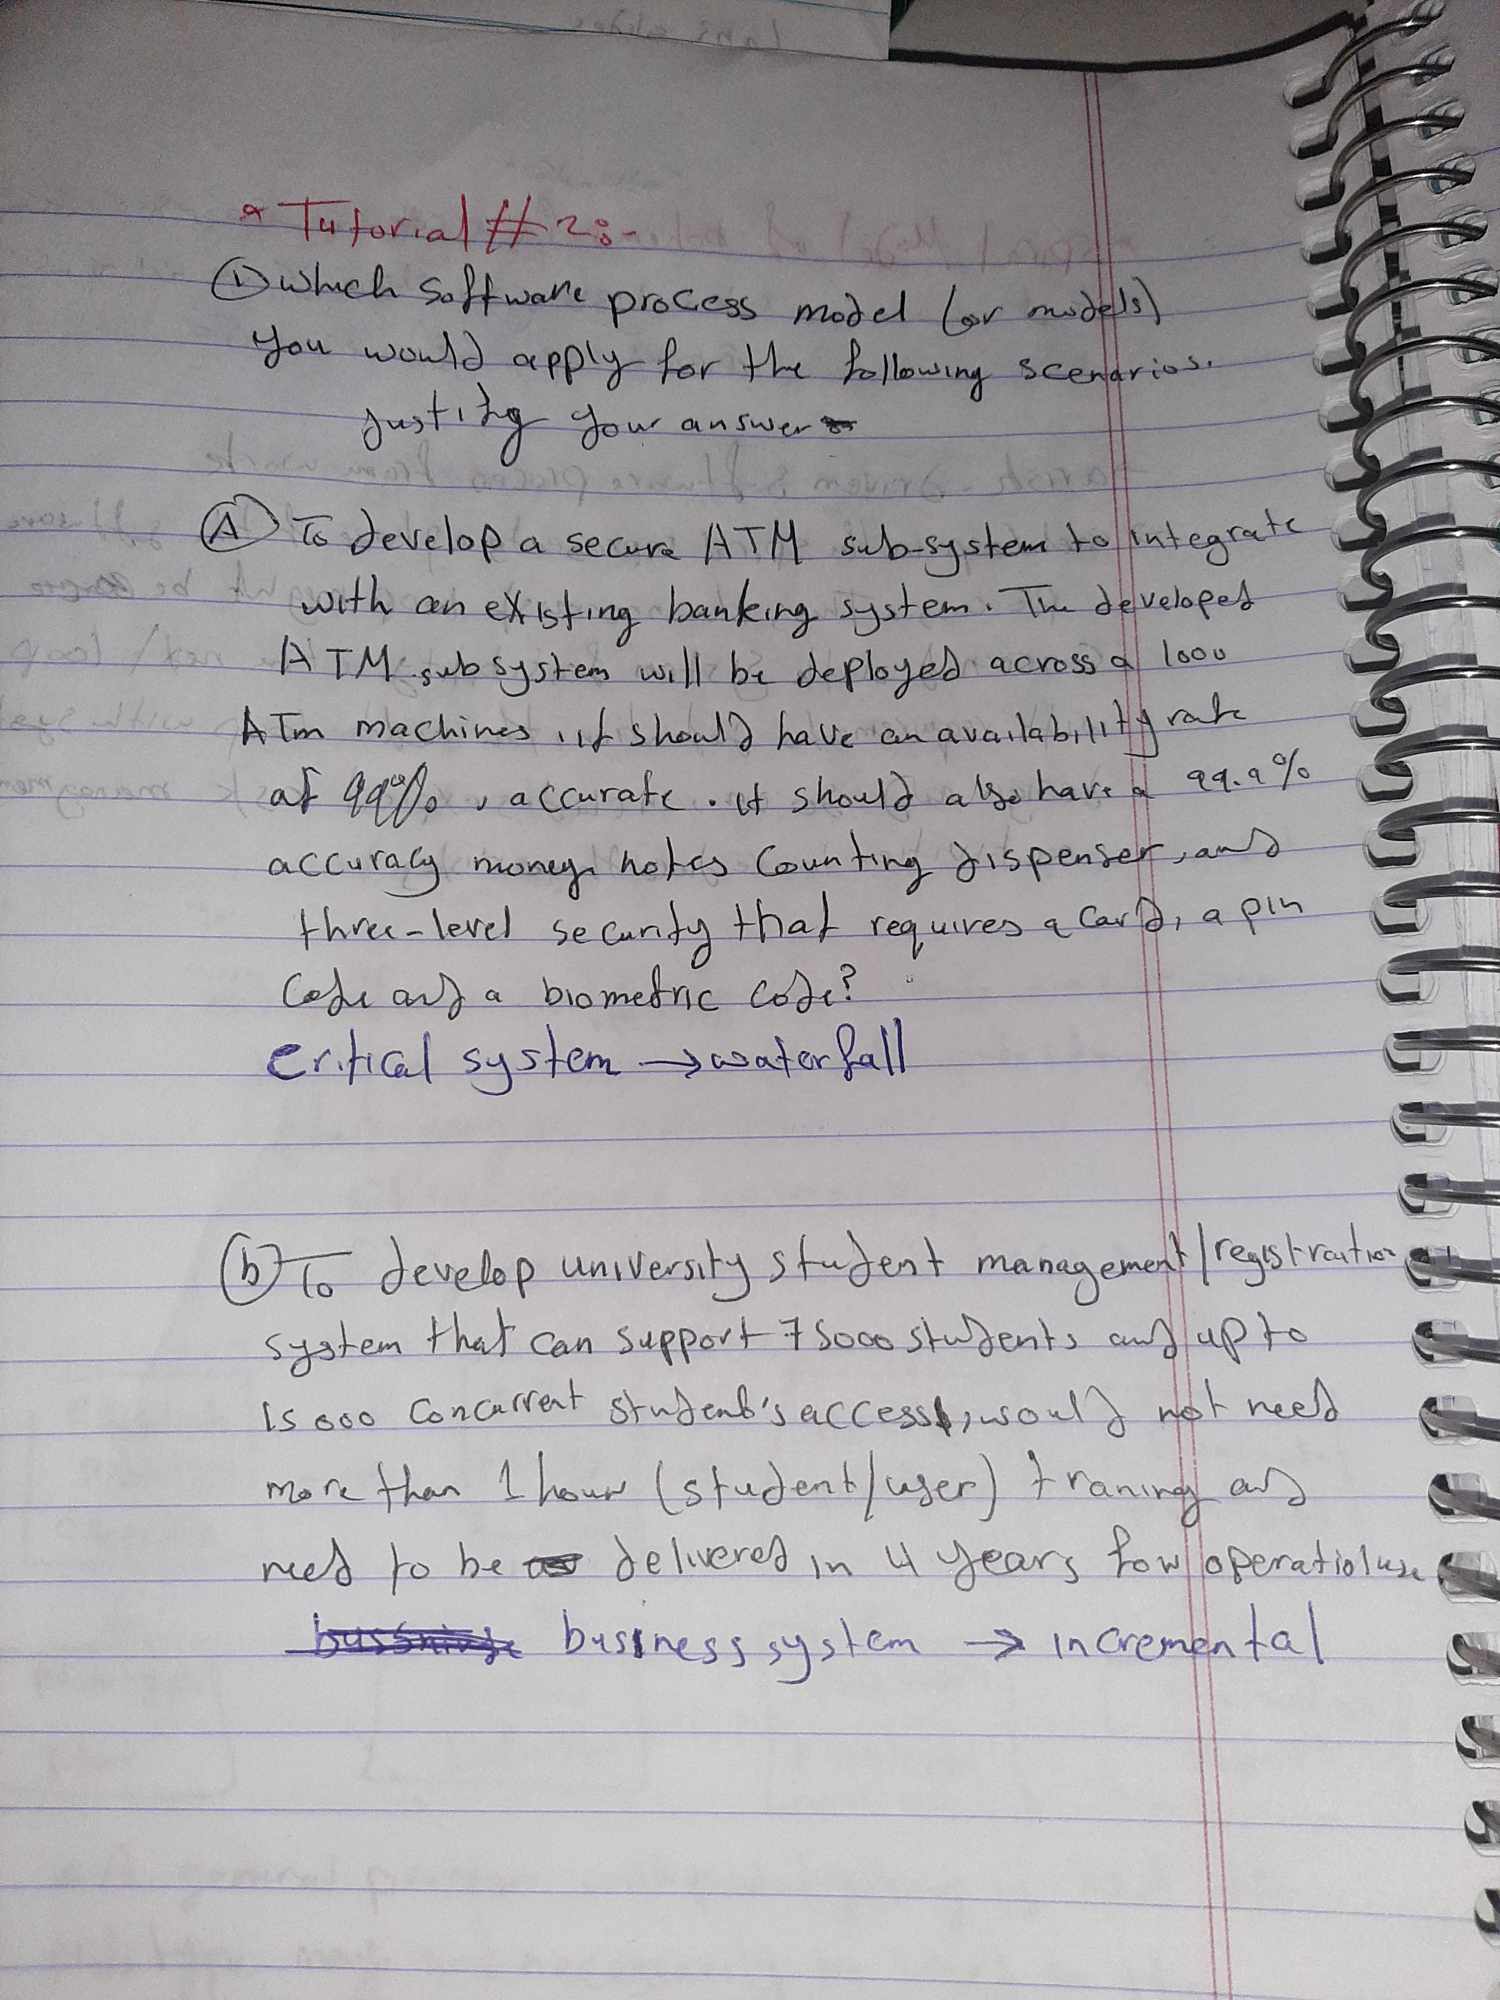 * Tutorial #2:-
① which software process model (or models)
you would apply for the following scenarios.
justify your answer
Ⓐ To develop a secure ATM sub-system to integrate
with an existing banking system. The developed
ATM subsystem will be deployed across a 1000
ATM machines, it should have an availability rate
of 99%, accurate. it should also have a 99.9%
accuracy money notes counting dispenser, and
three-level security that requires a card, a pin
code and a biometric code?
Critical system → waterfall
ⓑ To develop university student management/registration
system that can support 75000 students and up to
15000 concurrent student's access, would not need
more than 1 hour (student/user) traning and
need to be delivered in 4 years for operatiol use
business system → incremental